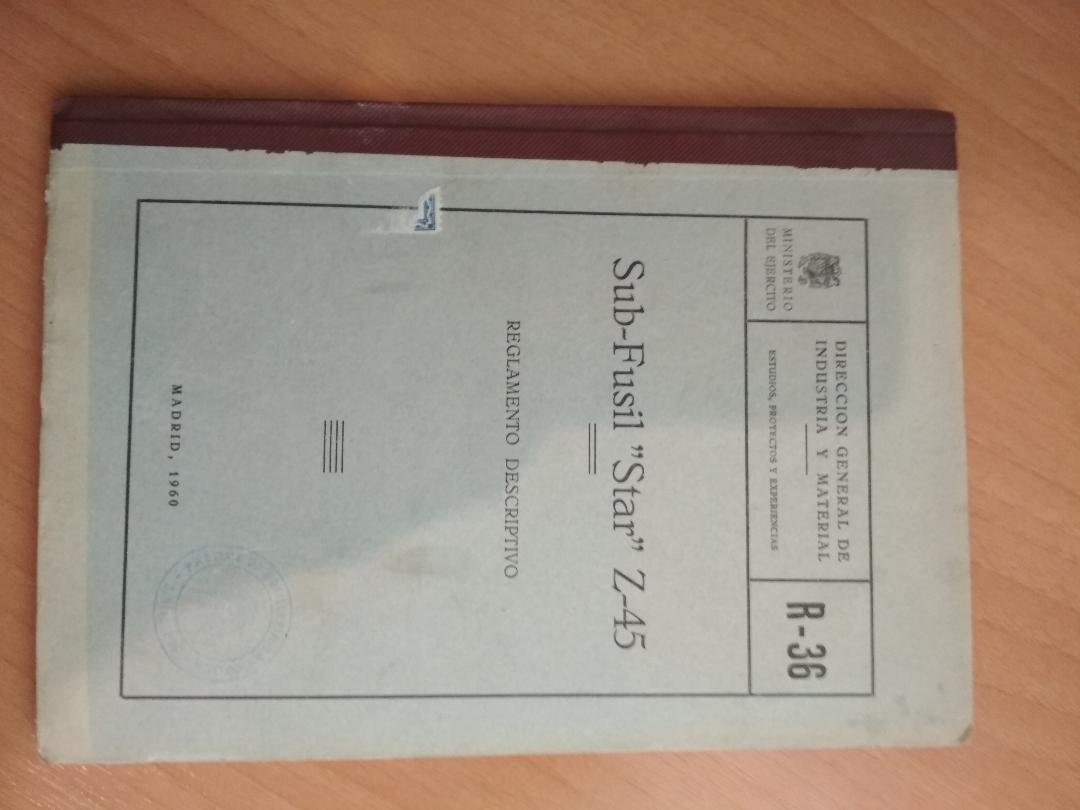 MINISTERIO
DEL EJERCITO
DIRECCION GENERAL DE
INDUSTRIA Y MATERIAL
ESTUDIOS, PROYECTOS Y EXPERIENCIAS
R-36
Sub-Fusil "Star" Z-45
REGLAMENTO DESCRIPTIVO
MADRID, 1960